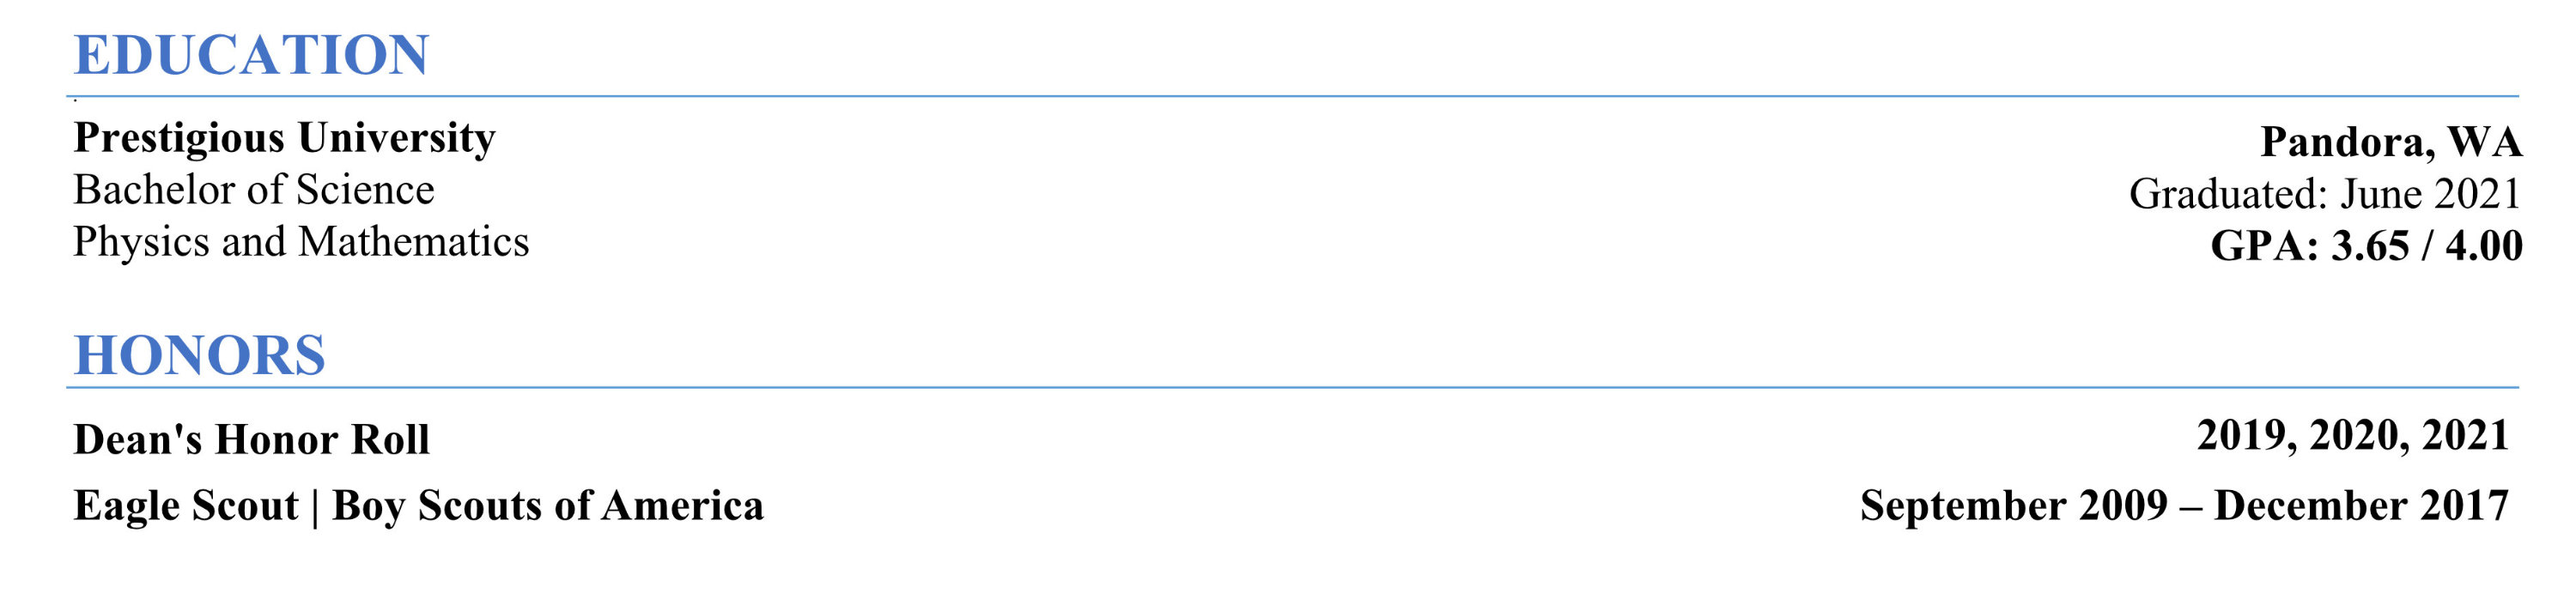 EDUCATION
Prestigious University Pandora, WA
Bachelor of Science Graduated: June 2021
Physics and Mathematics GPA: 3.65 / 4.00
HONORS
Dean's Honor Roll 2019, 2020, 2021
Eagle Scout | Boy Scouts of America September 2009 – December 2017